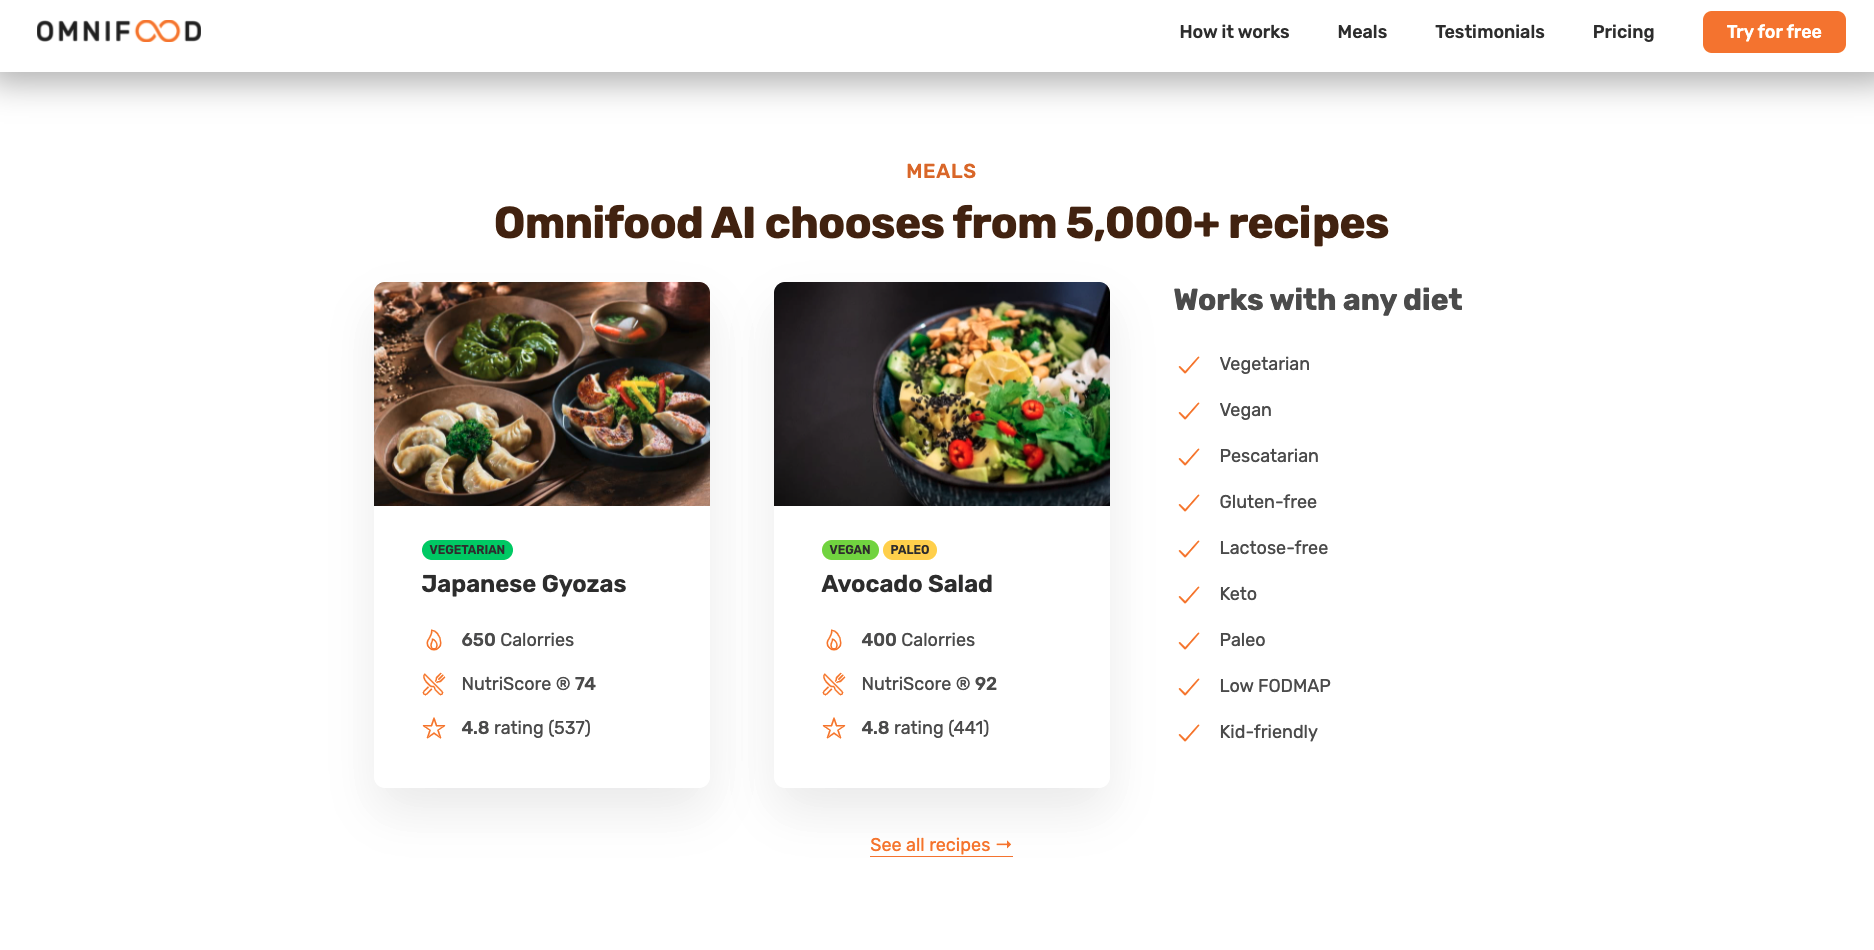 OMNIFOOD
How it works
Meals
Testimonials
Pricing
Try for free
MEALS
Omnifood AI chooses from 5,000+ recipes
VEGETARIAN
Japanese Gyozas
650 Calorries
NutriScore ® 74
4.8 rating (537)
VEGAN PALEO
Avocado Salad
400 Calorries
NutriScore ® 92
4.8 rating (441)
Works with any diet
Vegetarian
Vegan
Pescatarian
Gluten-free
Lactose-free
Keto
Paleo
Low FODMAP
Kid-friendly
See all recipes →